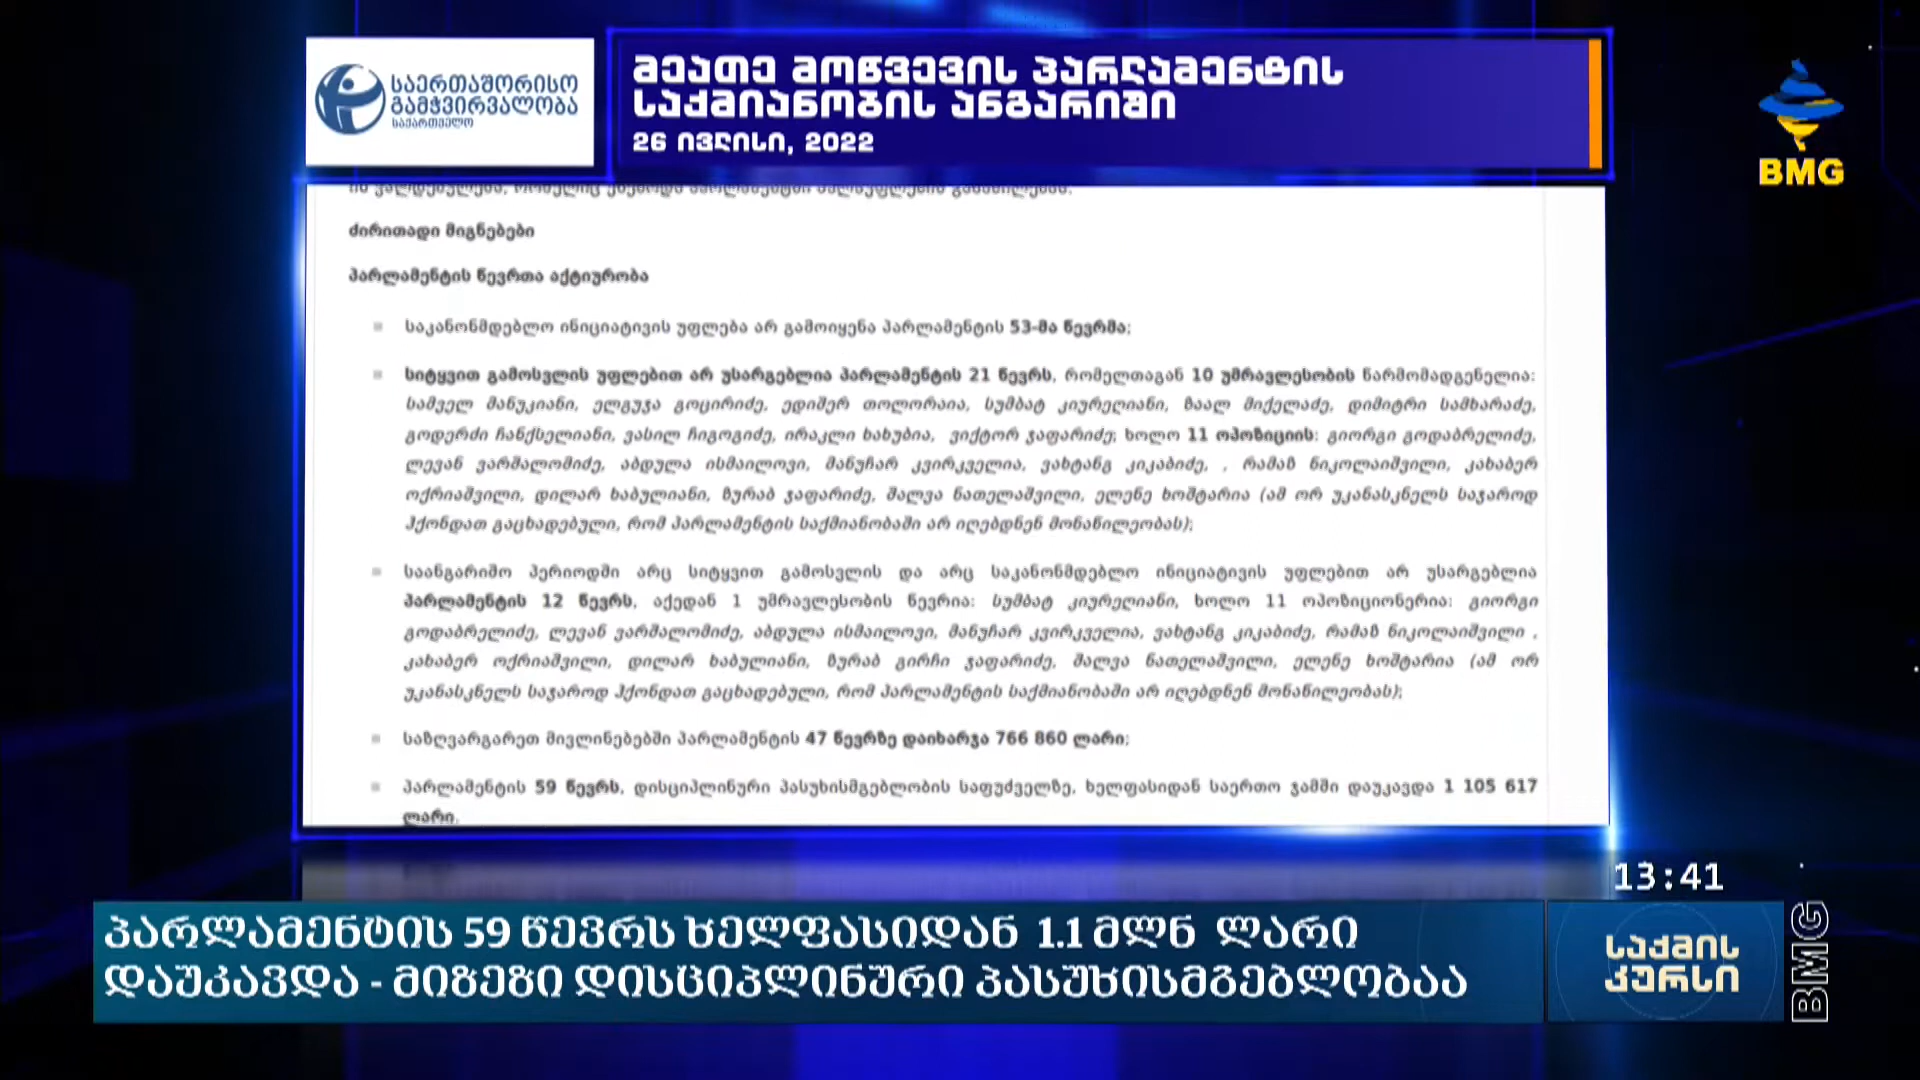 საერთაშორისო
გამჭვირვალობა
საქართველო
მეათე მოწვევის პარლამენტის
საქმიანობის ანგარიში
26 ივლისი, 2022
BMG
ძირითადი მიგნებები
პარლამენტის წევრთა აქტიურობა
საკანონმდებლო ინიციატივის უფლება არ გამოიყენა პარლამენტის 53-მა წევრმა;
სიტყვით გამოსვლის უფლებით არ უსარგებლია პარლამენტის 21 წევრს, რომელთაგან 10 უმრავლესობის წარმომადგენელია:
სამველ მანუკიანი, ელგუჯა გოცირიძე, ედიშერ თოლორაია, სუმბატ კიურეღიანი, ზაალ მიქელაძე, დიმიტრი სამხარაძე,
გოდერძი ჩანქსელიანი, ვასილ ჩიგოგიძე, ირაკლი ხახუბია, ვიქტორ ჯაფარიძე; ხოლო 11 ოპოზიციის: გიორგი გოდაბრელიძე,
ლევან ვარშალომიძე, აბდულა ისმაილოვი, მანუჩარ კვირკველია, ვახტანგ კიკაბიძე, , რამაზ ნიკოლაიშვილი, კახაბერ
ოქრიაშვილი, დილარ ხაბულიანი, ზურაბ ჯაფარიძე, შალვა ნათელაშვილი, ელენე ხოშტარია (ამ ორ უკანასკნელს საჯაროდ
ჰქონდათ გაცხადებული, რომ პარლამენტის საქმიანობაში არ იღებდნენ მონაწილეობას);
საანგარიშო პერიოდში არც სიტყვით გამოსვლის და არც საკანონმდებლო ინიციატივის უფლებით არ უსარგებლია
პარლამენტის 12 წევრს, აქედან 1 უმრავლესობის წევრია: სუმბატ კიურეღიანი, ხოლო 11 ოპოზიციონერია: გიორგი
გოდაბრელიძე, ლევან ვარშალომიძე, აბდულა ისმაილოვი, მანუჩარ კვირკველია, ვახტანგ კიკაბიძე, რამაზ ნიკოლაიშვილი ,
კახაბერ ოქრიაშვილი, დილარ ხაბულიანი, ზურაბ გირჩი ჯაფარიძე, შალვა ნათელაშვილი, ელენე ხოშტარია (ამ ორ
უკანასკნელს საჯაროდ ჰქონდათ გაცხადებული, რომ პარლამენტის საქმიანობაში არ იღებდნენ მონაწილეობას);
საზღვარგარეთ მივლინებებში პარლამენტის 47 წევრზე დაიხარჯა 766 860 ლარი;
პარლამენტის 59 წევრს, დისციპლინური პასუხისმგებლობის საფუძველზე, ხელფასიდან საერთო ჯამში დაუკავდა 1 105 617
ლარი.
13:41
პარლამენტის 59 წევრს ხელფასიდან 1.1 მლნ ლარი
დაუკავდა - მიზეზი დისციპლინური პასუხისმგებლობაა
საქმის
კურსი
BMG